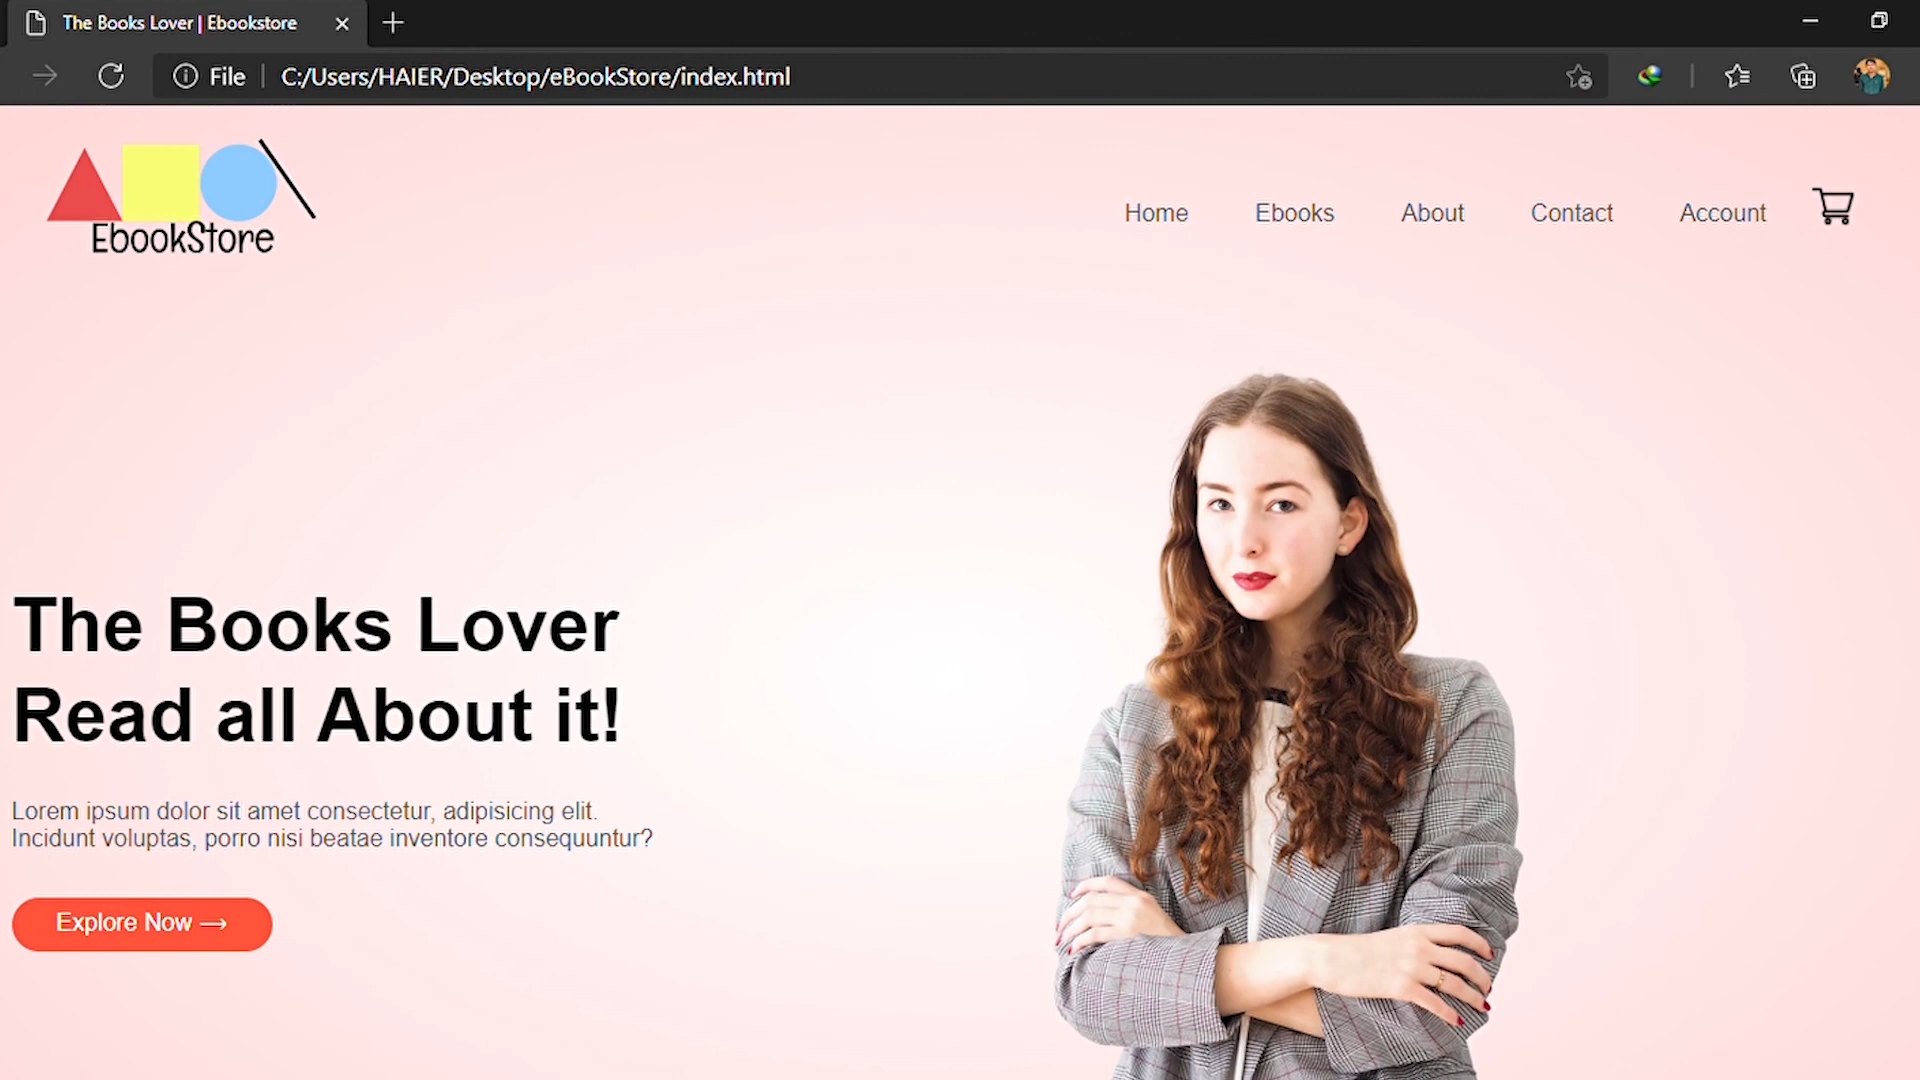 The Books Lover | Ebookstore
File
C:/Users/HAIER/Desktop/eBookStore/index.html
EbookStore
Home
Ebooks
About
Contact
Account
The Books Lover
Read all About it!
Lorem ipsum dolor sit amet consectetur, adipisicing elit.
Incidunt voluptas, porro nisi beatae inventore consequuntur?
Explore Now ⟶